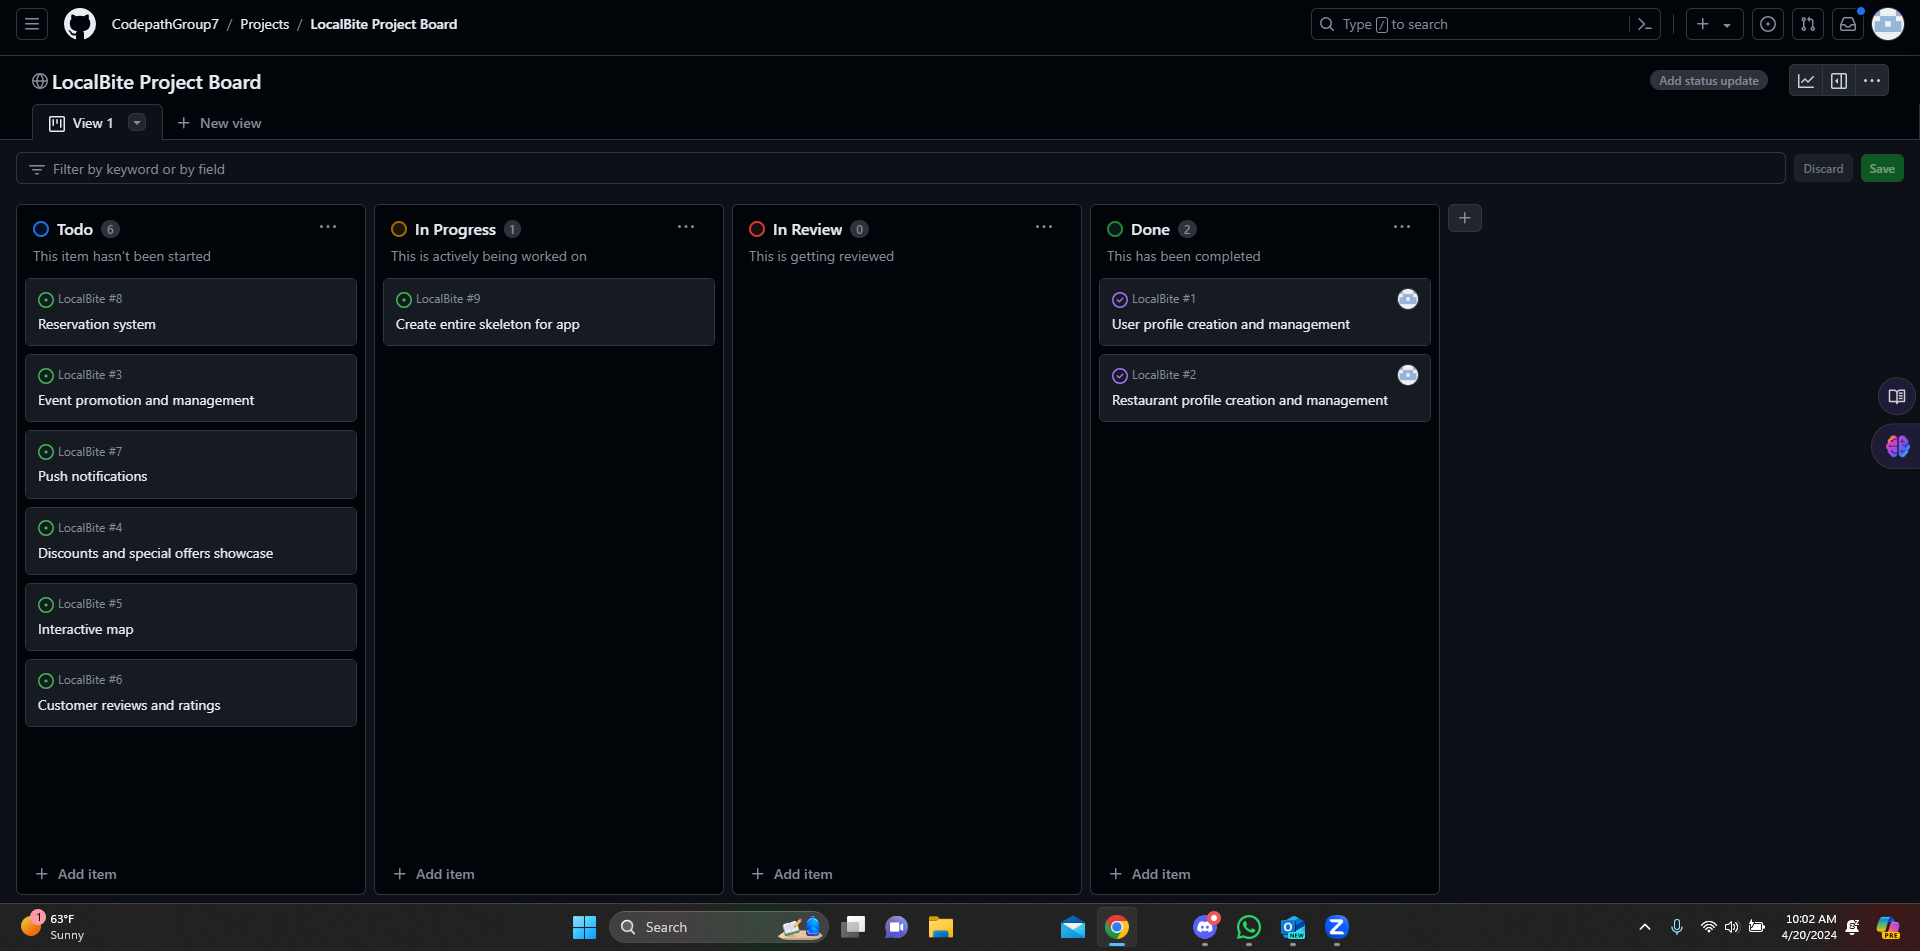 CodepathGroup7 / Projects / LocalBite Project Board
Type / to search
LocalBite Project Board
Add status update
View 1
New view
Filter by keyword or by field
Discard
Save
Todo 6
This item hasn't been started
LocalBite #8
Reservation system
LocalBite #3
Event promotion and management
LocalBite #7
Push notifications
LocalBite #4
Discounts and special offers showcase
LocalBite #5
Interactive map
LocalBite #6
Customer reviews and ratings
Add item
In Progress 1
This is actively being worked on
LocalBite #9
Create entire skeleton for app
Add item
In Review 0
This is getting reviewed
Add item
Done 2
This has been completed
LocalBite #1
User profile creation and management
LocalBite #2
Restaurant profile creation and management
Add item
1
63°F
Sunny
Search
NEW
Z
10:02 AM
4/20/2024
PRE